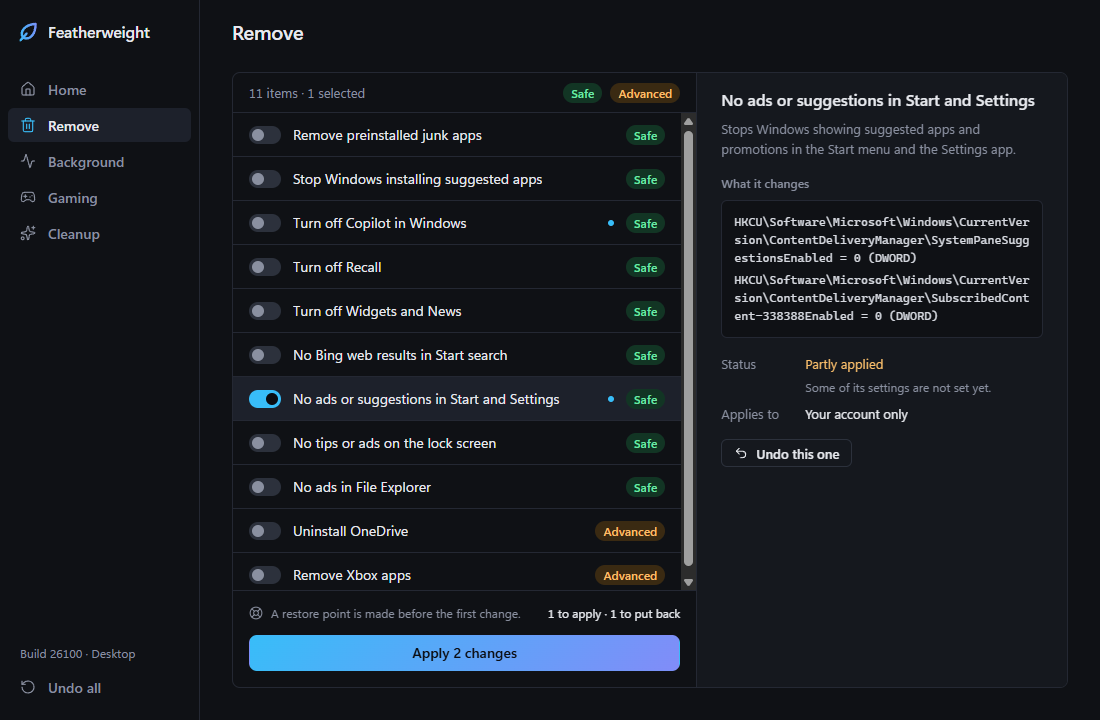 Featherweight
Home
Remove
Background
Gaming
Cleanup
Build 26100 · Desktop
Undo all
Remove
11 items · 1 selected
Safe
Advanced
Remove preinstalled junk apps
Safe
Stop Windows installing suggested apps
Safe
Turn off Copilot in Windows
Safe
Turn off Recall
Safe
Turn off Widgets and News
Safe
No Bing web results in Start search
Safe
No ads or suggestions in Start and Settings
Safe
No tips or ads on the lock screen
Safe
No ads in File Explorer
Safe
Uninstall OneDrive
Advanced
Remove Xbox apps
Advanced
A restore point is made before the first change.
1 to apply · 1 to put back
Apply 2 changes
No ads or suggestions in Start and Settings
Stops Windows showing suggested apps and
promotions in the Start menu and the Settings app.
What it changes
HKCU\Software\Microsoft\Windows\CurrentVer
sion\ContentDeliveryManager\SystemPaneSugg
estionsEnabled = 0 (DWORD)
HKCU\Software\Microsoft\Windows\CurrentVer
sion\ContentDeliveryManager\SubscribedCont
ent-338388Enabled = 0 (DWORD)
Status
Partly applied
Some of its settings are not set yet.
Applies to
Your account only
Undo this one